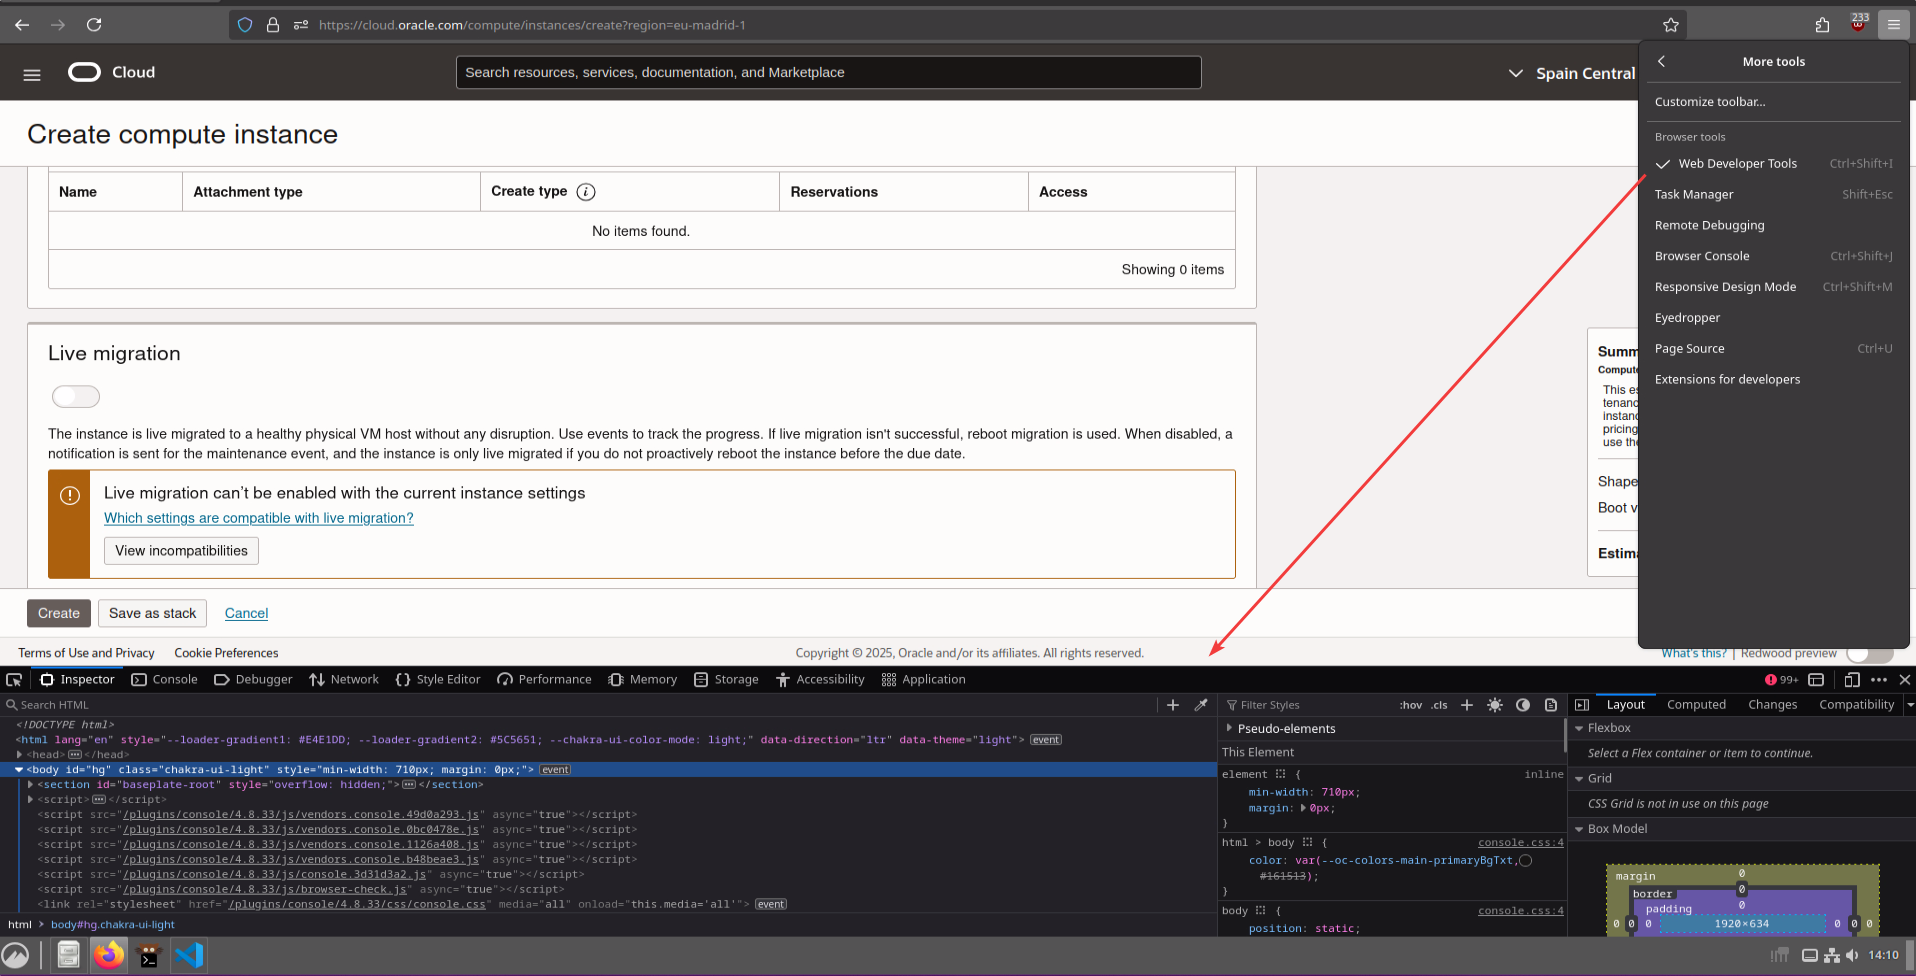 https://cloud.oracle.com/compute/instances/create?region=eu-madrid-1
233
Cloud
Search resources, services, documentation, and Marketplace
Spain Central
Create compute instance
Name Attachment type Create type i Reservations Access
No items found.
Showing 0 items
Live migration
The instance is live migrated to a healthy physical VM host without any disruption. Use events to track the progress. If live migration isn't successful, reboot migration is used. When disabled, a
notification is sent for the maintenance event, and the instance is only live migrated if you do not proactively reboot the instance before the due date.
Live migration can't be enabled with the current instance settings
Which settings are compatible with live migration?
View incompatibilities
Create Save as stack Cancel
Summ
Compute
This es
tenanc
instanc
pricing
use the
Shape
Boot v
Estima
More tools
Customize toolbar...
Browser tools
Web Developer Tools Ctrl+Shift+I
Task Manager Shift+Esc
Remote Debugging
Browser Console Ctrl+Shift+J
Responsive Design Mode Ctrl+Shift+M
Eyedropper
Page Source Ctrl+U
Extensions for developers
Terms of Use and Privacy Cookie Preferences Copyright © 2025, Oracle and/or its affiliates. All rights reserved. What's this? | Redwood preview
Inspector Console Debugger Network Style Editor Performance Memory Storage Accessibility Application 99+
Search HTML
<!DOCTYPE html>
<html lang="en" style="--loader-gradient1: #E4E1DD; --loader-gradient2: #5C5651; --chakra-ui-color-mode: light;" data-direction="ltr" data-theme="light"> event
<head> </head>
<body id="hg" class="chakra-ui-light" style="min-width: 710px; margin: 0px;"> event
<section id="baseplate-root" style="overflow: hidden;"> </section>
<script> </script>
<script src="/plugins/console/4.8.33/js/vendors.console.49d0a293.js" async="true"></script>
<script src="/plugins/console/4.8.33/js/vendors.console.0bc0478e.js" async="true"></script>
<script src="/plugins/console/4.8.33/js/vendors.console.1126a408.js" async="true"></script>
<script src="/plugins/console/4.8.33/js/vendors.console.b48beae3.js" async="true"></script>
<script src="/plugins/console/4.8.33/js/console.3d31d3a2.js" async="true"></script>
<script src="/plugins/console/4.8.33/js/browser-check.js" async="true"></script>
<link rel="stylesheet" href="/plugins/console/4.8.33/css/console.css" media="all" onload="this.media='all'"> event
html > body#hg.chakra-ui-light
Filter Styles :hov .cls +
Pseudo-elements
This Element
element { inline
min-width: 710px;
margin: 0px;
}
html > body { console.css:4
color: var(--oc-colors-main-primaryBgTxt,
#161513);
}
body { console.css:4
position: static;
Layout Computed Changes Compatibility
Flexbox
Select a Flex container or item to continue.
Grid
CSS Grid is not in use on this page
Box Model
margin 0
border 0
padding 0
0 0 0 1920×634 0 0 0
14:10